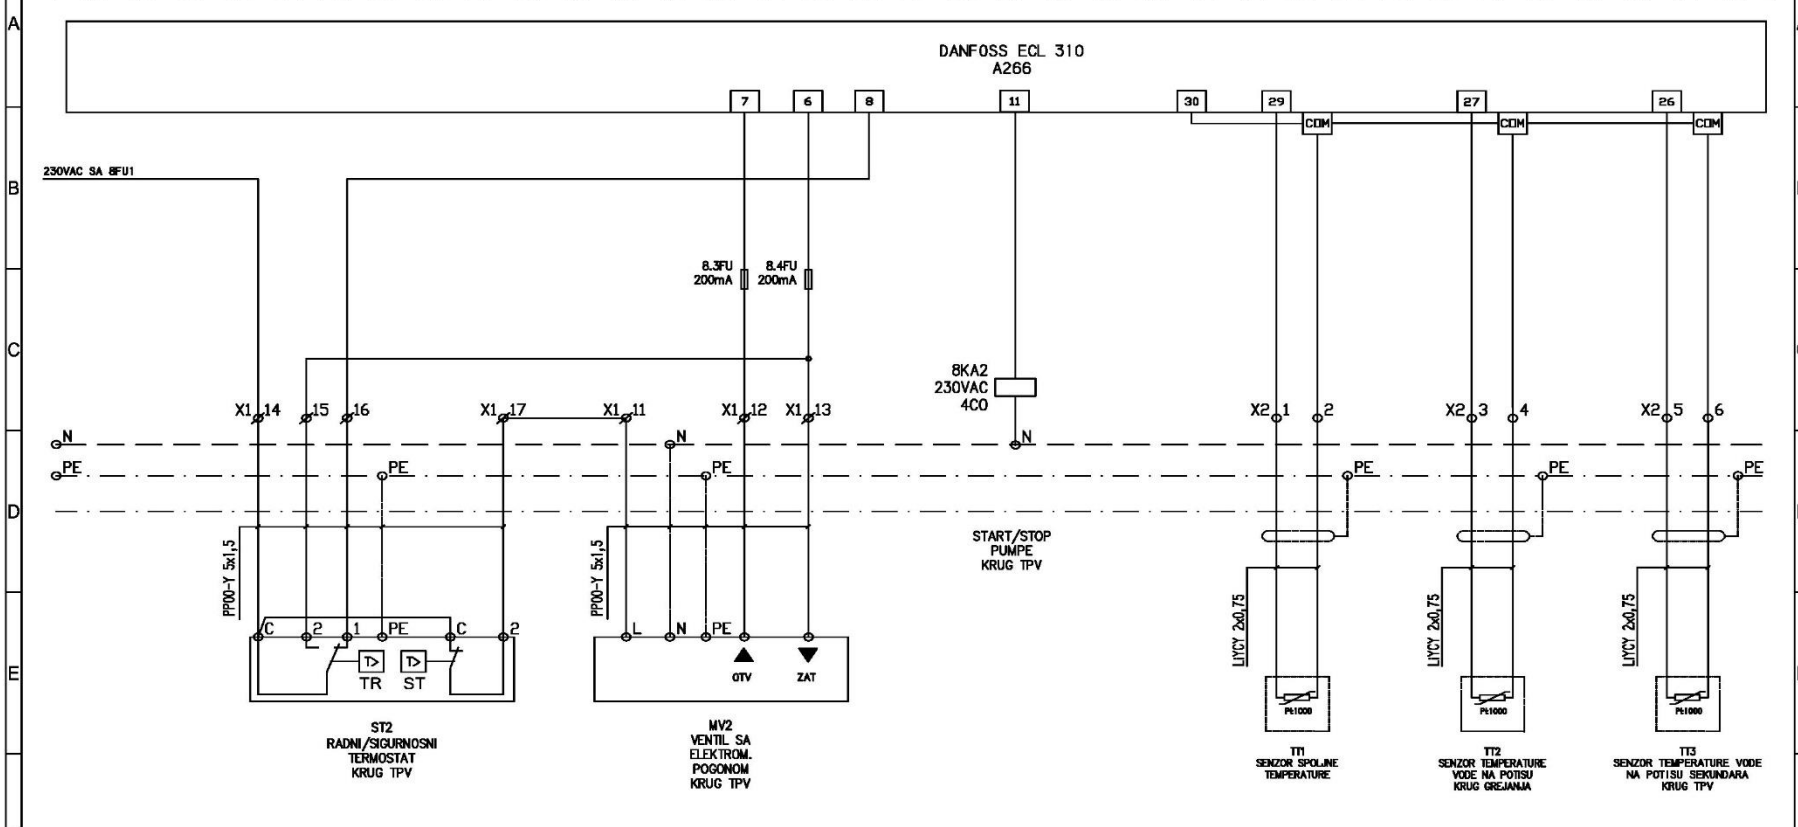 A
DANFOSS ECL 310
A266
7
6
8
11
30
29
27
26
COM
COM
COM
230VAC SA 8FU1
B
8.3FU
200mA
8.4FU
200mA
C
8KA2
230VAC
4CO
X1 14
15
16
X1 17
X1 11
X1 12
X1 13
X2 1
2
X2 3
4
X2 5
6
N
N
N
PE
PE
PE
PE
PE
PE
D
PP00-Y 5x1,5
PP00-Y 5x1,5
START/STOP
PUMPE
KRUG TPV
LIYCY 2x0,75
LIYCY 2x0,75
LIYCY 2x0,75
C
2
1
PE
C
2
L
N
PE
E
T>
T>
TR
ST
OTV
ZAT
Pt1000
Pt1000
Pt1000
ST2
RADNI/SIGURNOSNI
TERMOSTAT
KRUG TPV
MV2
VENTIL SA
ELEKTROM.
POGONOM
KRUG TPV
TT1
SENZOR SPOLJNE
TEMPERATURE
TT2
SENZOR TEMPERATURE
VODE NA POTISU
KRUG GREJANJA
TT3
SENZOR TEMPERATURE VODE
NA POTISU SEKUNDARA
KRUG TPV